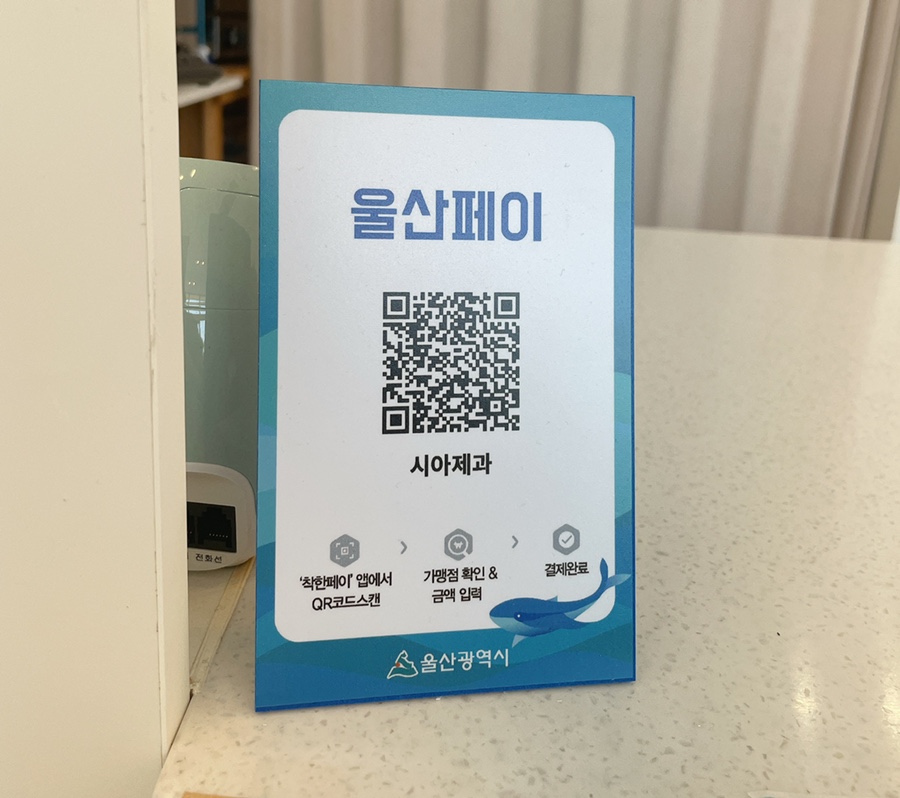 울산페이
시아제과
'착한페이' 앱에서
QR코드스캔
가맹점 확인 &
금액 입력
결제완료
울산광역시
전화선